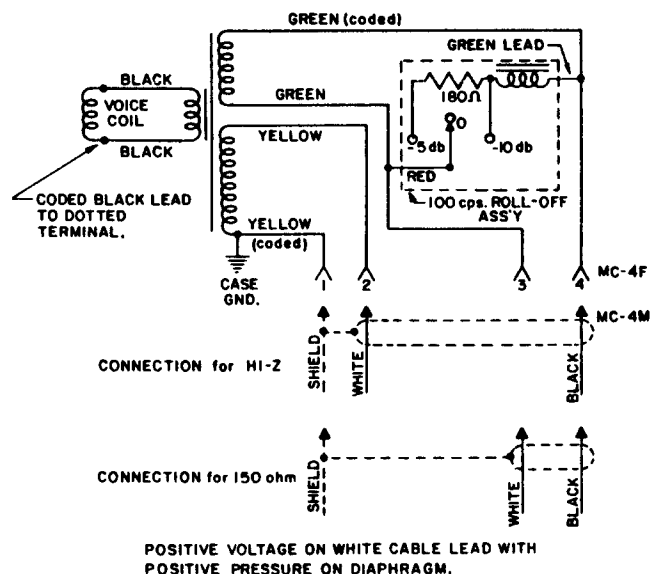 GREEN (coded)
GREEN LEAD
BLACK
VOICE
COIL
BLACK
GREEN
180Ω
O
-5 db
-10 db
YELLOW
RED
CODED BLACK LEAD
TO DOTTED
TERMINAL.
100 cps. ROLL-OFF
ASS'Y
YELLOW
(coded)
CASE
GND.
1
2
3
4
MC-4F
MC-4M
CONNECTION for HI-Z
SHIELD
WHITE
BLACK
CONNECTION for 150 ohm
SHIELD
WHITE
BLACK
POSITIVE VOLTAGE ON WHITE CABLE LEAD WITH
POSITIVE PRESSURE ON DIAPHRAGM.